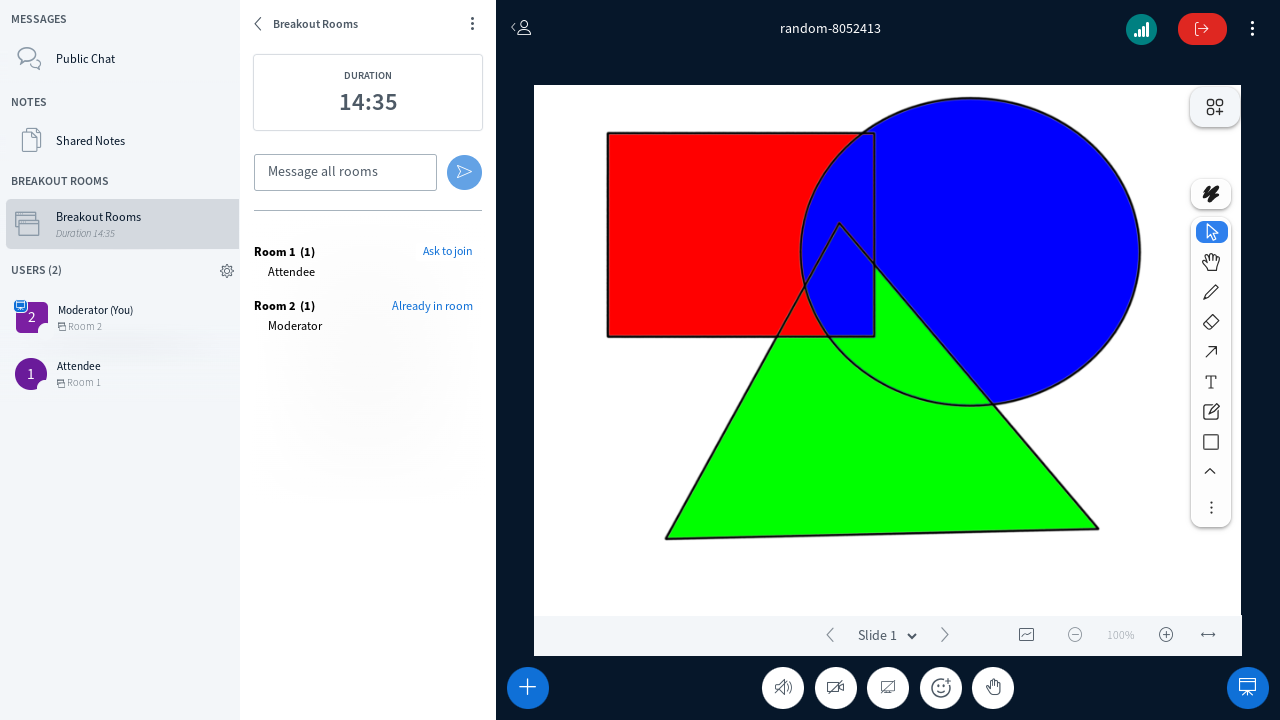 MESSAGES
Public Chat
NOTES
Shared Notes
BREAKOUT ROOMS
Breakout Rooms
Duration 14:35
USERS (2)
2
Moderator (You)
Room 2
1
Attendee
Room 1
Breakout Rooms
DURATION
14:35
Message all rooms
Room 1 (1)
Ask to join
Attendee
Room 2 (1)
Already in room
Moderator
random-8052413
T
Slide 1
100%